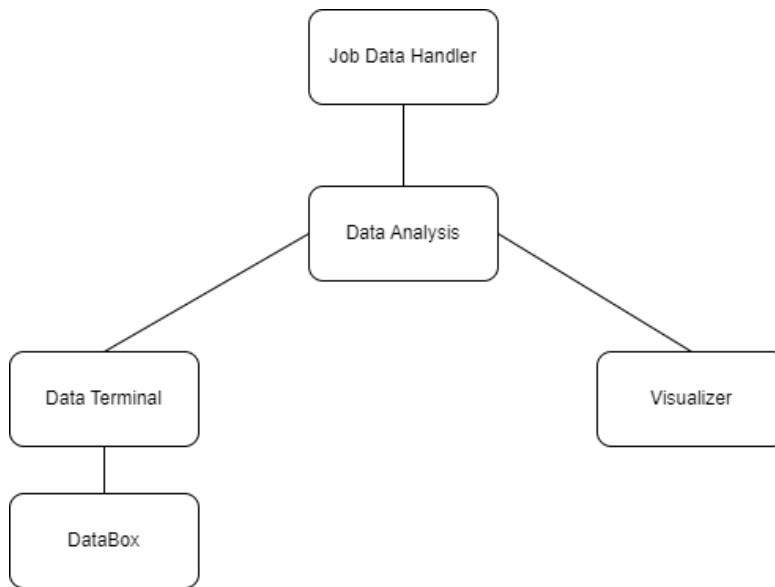 Job Data Handler
Data Analysis
Data Terminal
Visualizer
DataBox